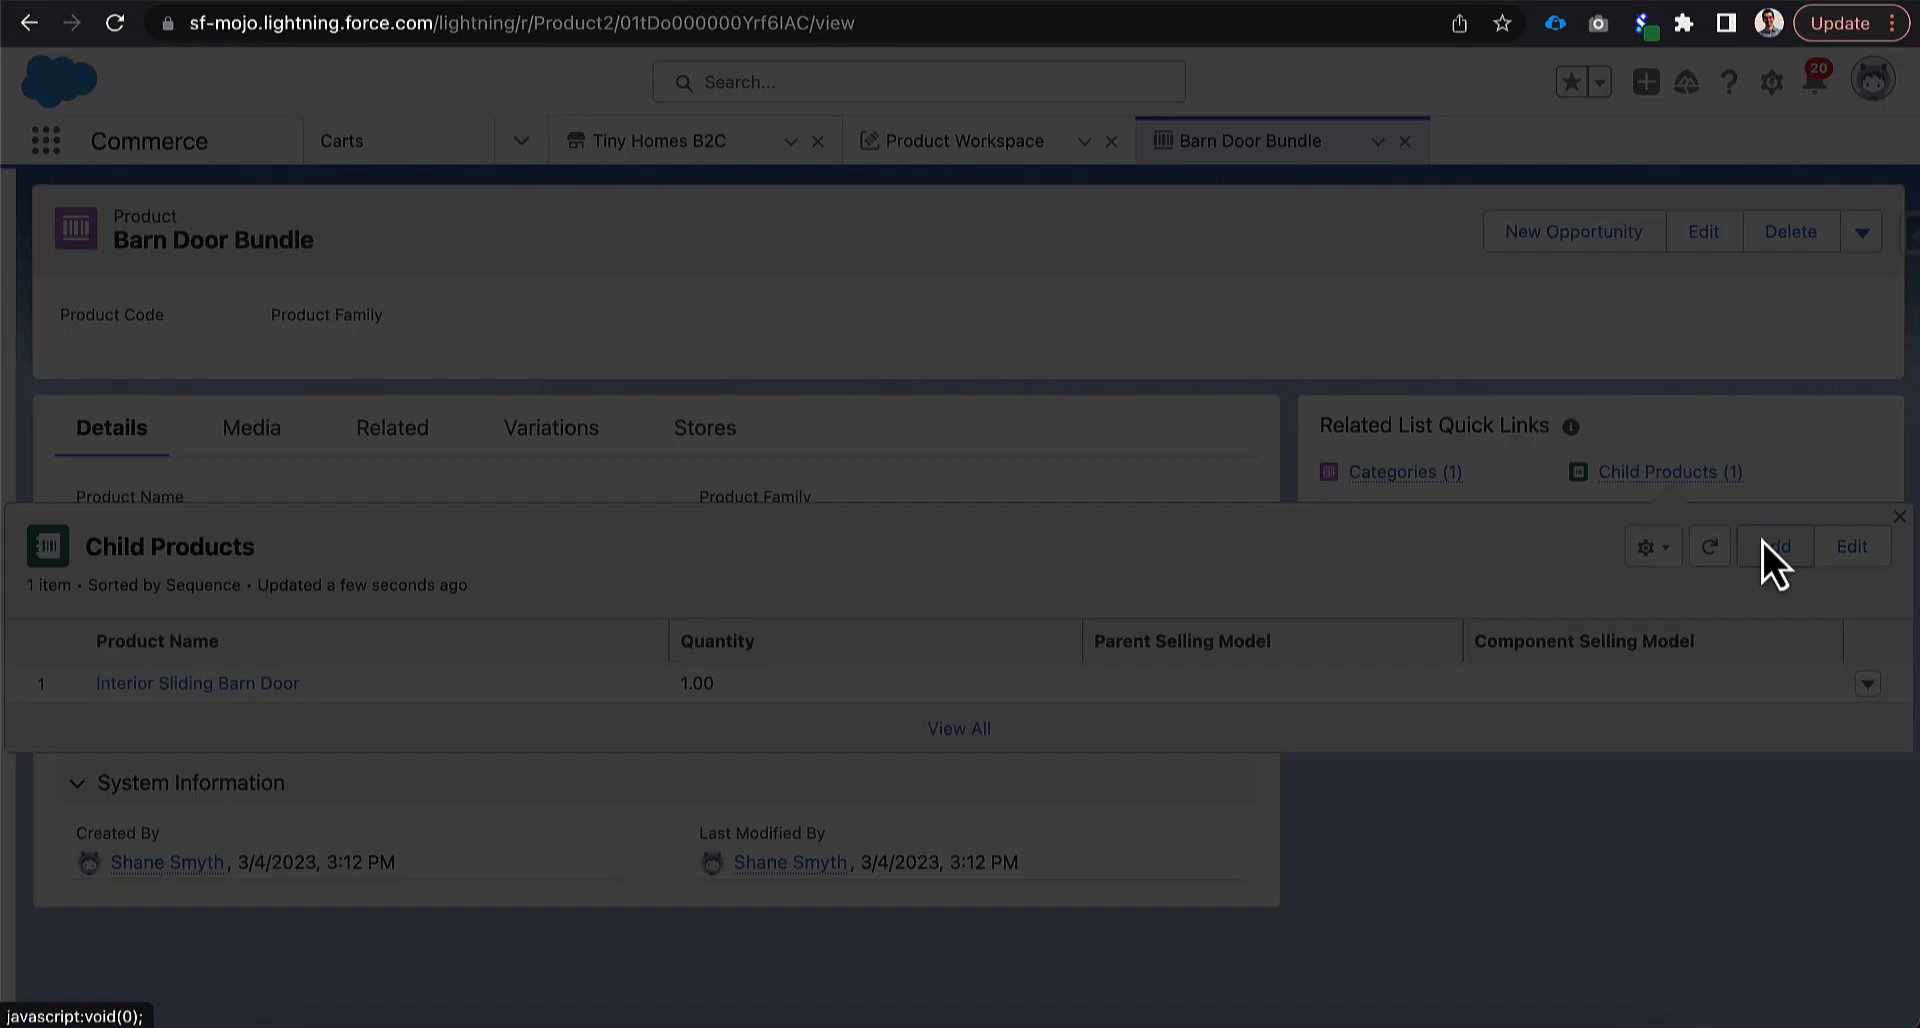 sf-mojo.lightning.force.com/lightning/r/Product2/01tDo000000Yrf6IAC/view
Update
Search...
20
Commerce
Carts
Tiny Homes B2C
Product Workspace
Barn Door Bundle
Product
Barn Door Bundle
New Opportunity
Edit
Delete
Product Code
Product Family
Details
Media
Related
Variations
Stores
Related List Quick Links
Categories (1)
Child Products (1)
Product Name
Product Family
Child Products
Edit
1 item • Sorted by Sequence • Updated a few seconds ago
Product Name
Quantity
Parent Selling Model
Component Selling Model
1
Interior Sliding Barn Door
1.00
View All
System Information
Created By
Last Modified By
Shane Smyth, 3/4/2023, 3:12 PM
Shane Smyth, 3/4/2023, 3:12 PM
javascript:void(0);